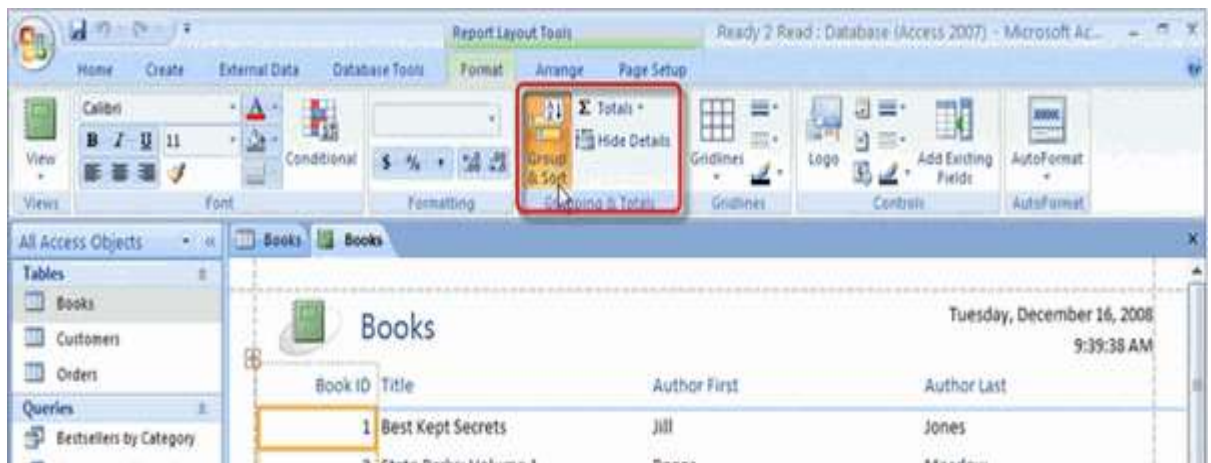 Report Layout Tools
Ready 2 Read : Database (Access 2007) - Microsoft Ac...
Home Create External Data Database Tools Format Arrange Page Setup
Calibri
B I U 11
View
Conditional
$ %
Group & Sort
Σ Totals
Hide Details
Gridlines
Logo
Add Existing Fields
AutoFormat
Views Font Formatting Grouping & Totals Gridlines Controls AutoFormat
All Access Objects
Books Books
Tables
Books
Customers
Orders
Queries
Bestsellers by Category
Books
Tuesday, December 16, 2008
9:39:38 AM
Book ID Title Author First Author Last
1 Best Kept Secrets Jill Jones